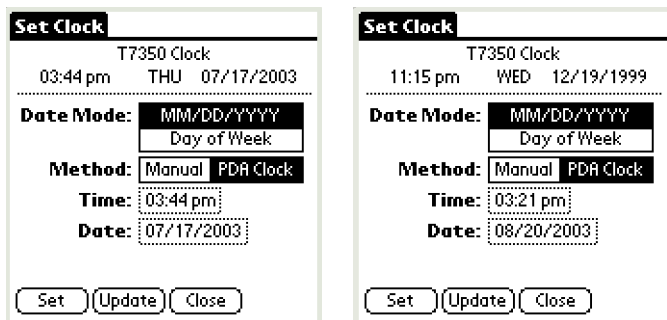 Set Clock
T7350 Clock
03:44 pm THU 07/17/2003
Date Mode: MM/DD/YYYY
Day of Week
Method: Manual PDA Clock
Time: 03:44 pm
Date: 07/17/2003
Set Update Close
Set Clock
T7350 Clock
11:15 pm WED 12/19/1999
Date Mode: MM/DD/YYYY
Day of Week
Method: Manual PDA Clock
Time: 03:21 pm
Date: 08/20/2003
Set Update Close